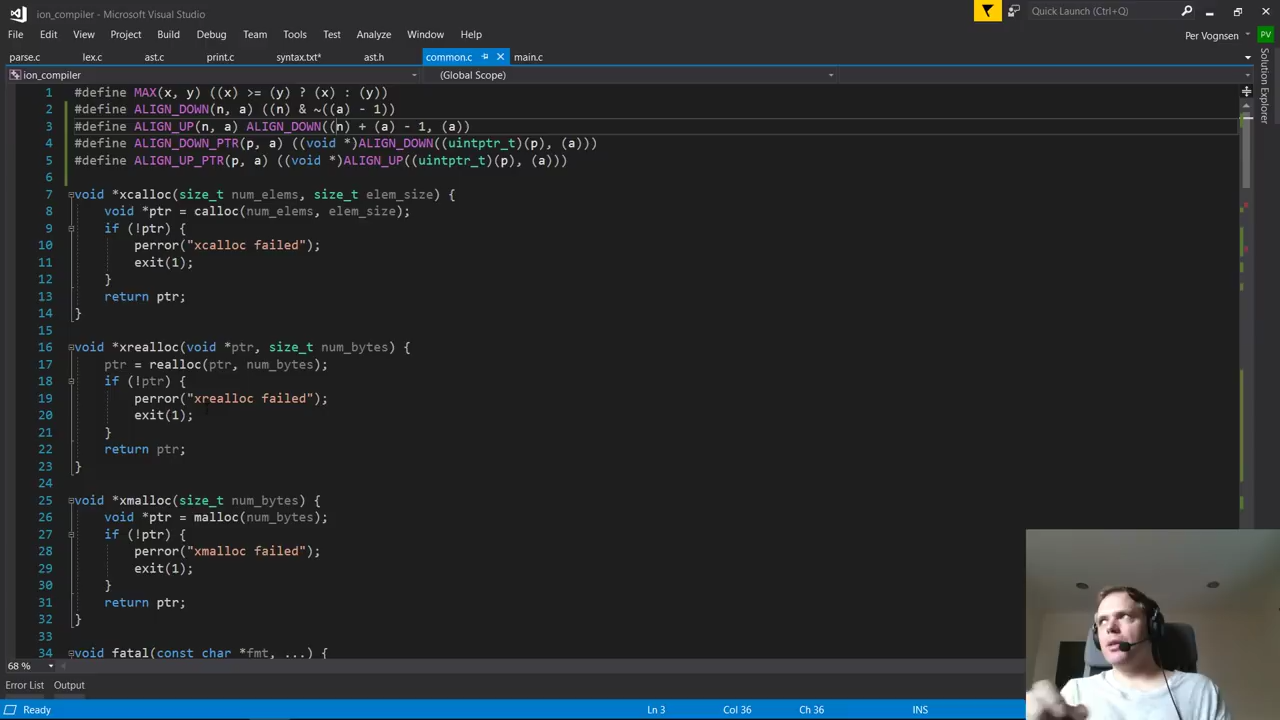 ion_compiler - Microsoft Visual Studio
Quick Launch (Ctrl+Q)
File Edit View Project Build Debug Team Tools Test Analyze Window Help
Per Vognsen PV
parse.c lex.c ast.c print.c syntax.txt* ast.h common.c main.c
ion_compiler (Global Scope)
Solution Explorer
1 #define MAX(x, y) ((x) >= (y) ? (x) : (y))
2 #define ALIGN_DOWN(n, a) ((n) & ~((a) - 1))
3 #define ALIGN_UP(n, a) ALIGN_DOWN((n) + (a) - 1, (a))
4 #define ALIGN_DOWN_PTR(p, a) ((void *)ALIGN_DOWN((uintptr_t)(p), (a)))
5 #define ALIGN_UP_PTR(p, a) ((void *)ALIGN_UP((uintptr_t)(p), (a)))
6
7 void *xcalloc(size_t num_elems, size_t elem_size) {
8 void *ptr = calloc(num_elems, elem_size);
9 if (!ptr) {
10 perror("xcalloc failed");
11 exit(1);
12 }
13 return ptr;
14 }
15
16 void *xrealloc(void *ptr, size_t num_bytes) {
17 ptr = realloc(ptr, num_bytes);
18 if (!ptr) {
19 perror("xrealloc failed");
20 exit(1);
21 }
22 return ptr;
23 }
24
25 void *xmalloc(size_t num_bytes) {
26 void *ptr = malloc(num_bytes);
27 if (!ptr) {
28 perror("xmalloc failed");
29 exit(1);
30 }
31 return ptr;
32 }
33
34 void fatal(const char *fmt, ...) {
68 %
Error List Output
Ready Ln 3 Col 36 Ch 36 INS